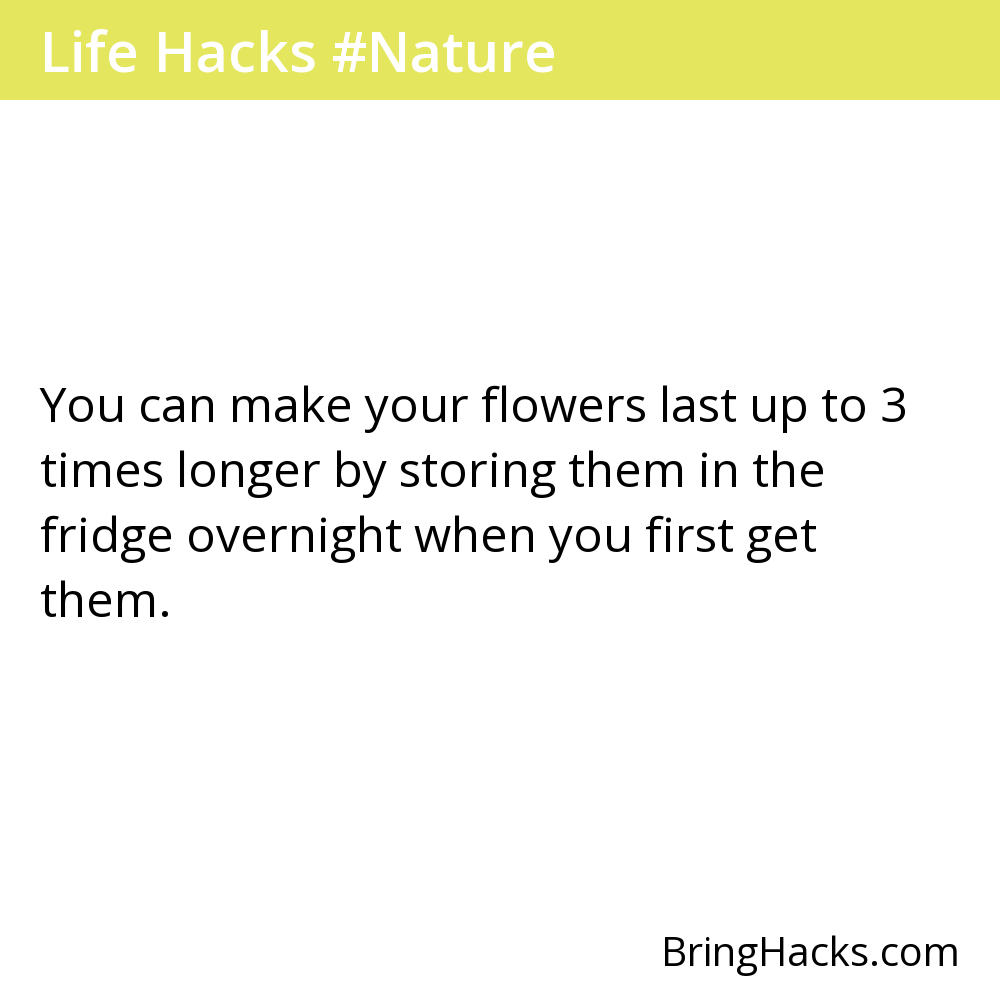 Life Hacks #Nature
You can make your flowers last up to 3
times longer by storing them in the
fridge overnight when you first get
them.
BringHacks.com